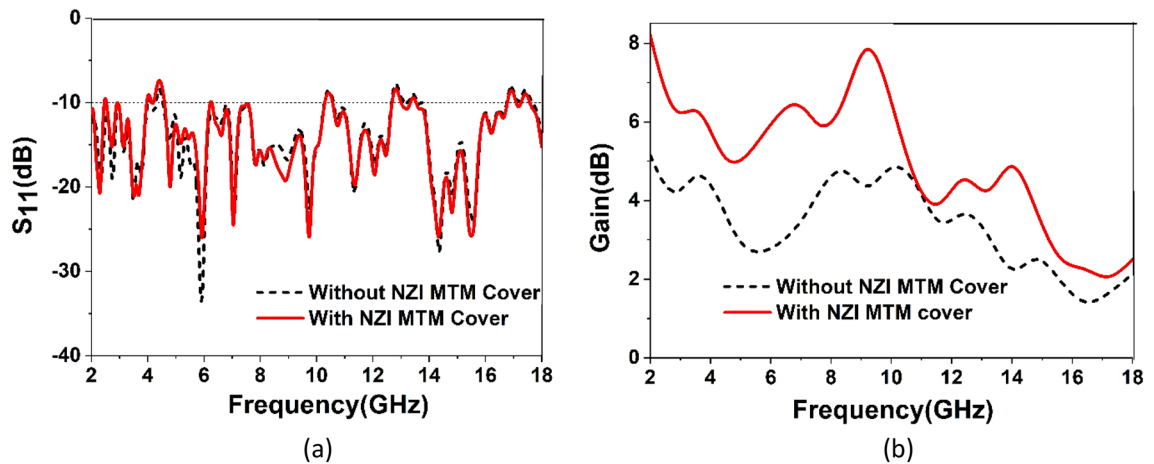 0
-10
-20
-30
-40
S11(dB)
Without NZI MTM Cover
With NZI MTM Cover
2 4 6 8 10 12 14 16 18
Frequency(GHz)
(a)
8
6
4
2
0
Gain(dB)
Without NZI MTM Cover
With NZI MTM cover
2 4 6 8 10 12 14 16 18
Frequency(GHz)
(b)